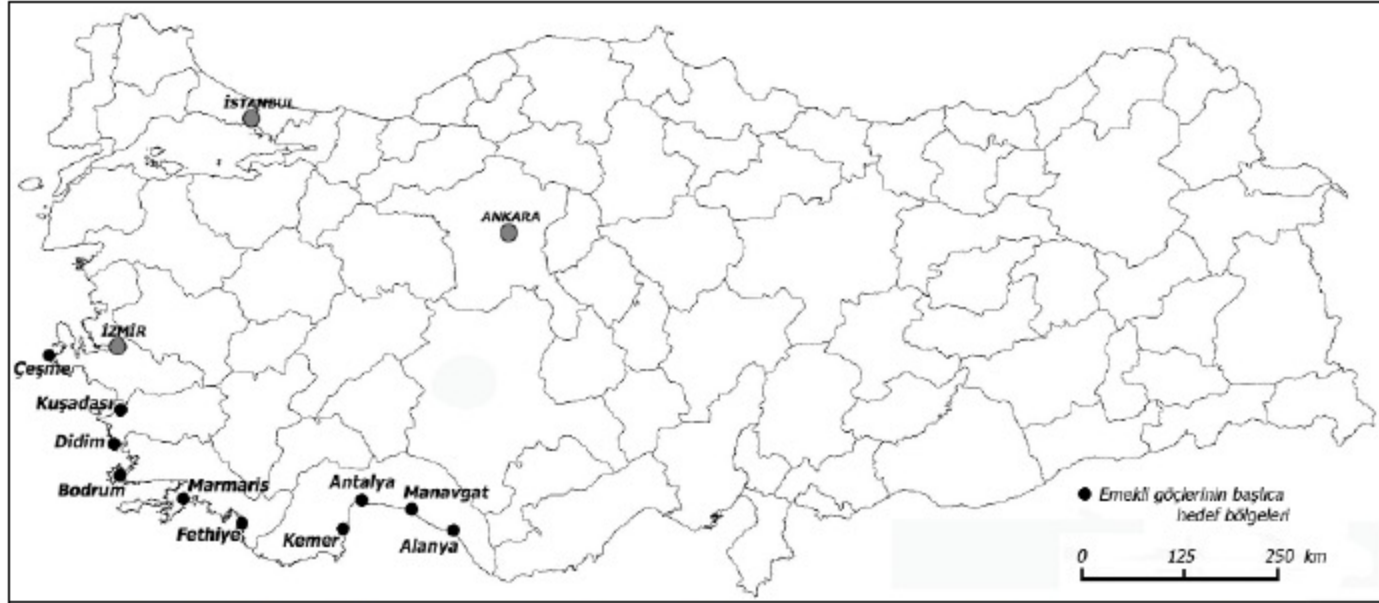 İSTANBUL
ANKARA
İZMİR
Çeşme
Kuşadası
Didim
Bodrum
Marmaris
Fethiye
Antalya
Manavgat
Kemer
Alanya
Emekli göçlerinin başlıca
hedef bölgeleri
0 125 250 km